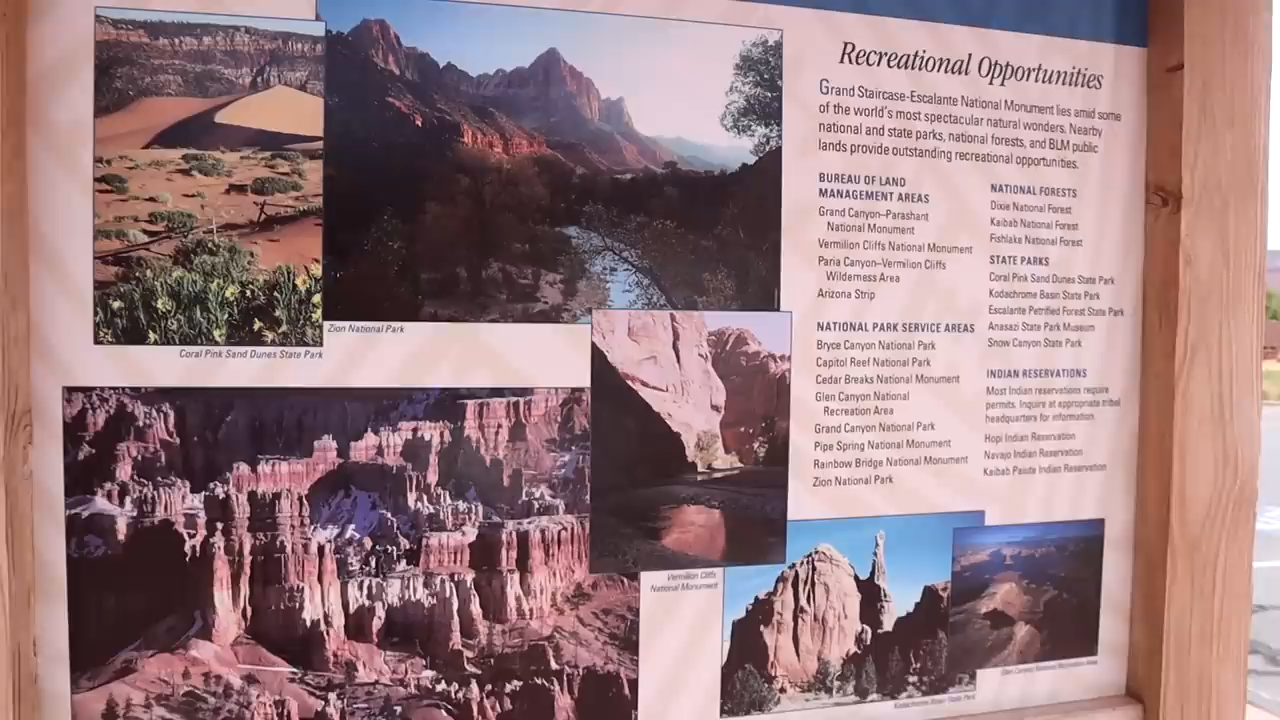 Recreational Opportunities
Grand Staircase-Escalante National Monument lies amid some
of the world's most spectacular natural wonders. Nearby
national and state parks, national forests, and BLM public
lands provide outstanding recreational opportunities.
BUREAU OF LAND
MANAGEMENT AREAS
Grand Canyon–Parashant
National Monument
Vermilion Cliffs National Monument
Paria Canyon–Vermilion Cliffs
Wilderness Area
Arizona Strip
NATIONAL PARK SERVICE AREAS
Bryce Canyon National Park
Capitol Reef National Park
Cedar Breaks National Monument
Glen Canyon National
Recreation Area
Grand Canyon National Park
Pipe Spring National Monument
Rainbow Bridge National Monument
Zion National Park
NATIONAL FORESTS
Dixie National Forest
Kaibab National Forest
Fishlake National Forest
STATE PARKS
Coral Pink Sand Dunes State Park
Kodachrome Basin State Park
Escalante Petrified Forest State Park
Anasazi State Park Museum
Snow Canyon State Park
INDIAN RESERVATIONS
Most Indian reservations require
permits. Inquire at appropriate tribal
headquarters for information.
Hopi Indian Reservation
Navajo Indian Reservation
Kaibab Paiute Indian Reservation
Zion National Park
Coral Pink Sand Dunes State Park
Vermilion Cliffs
National Monument
Kodachrome Basin State Park
Glen Canyon National Recreation Area